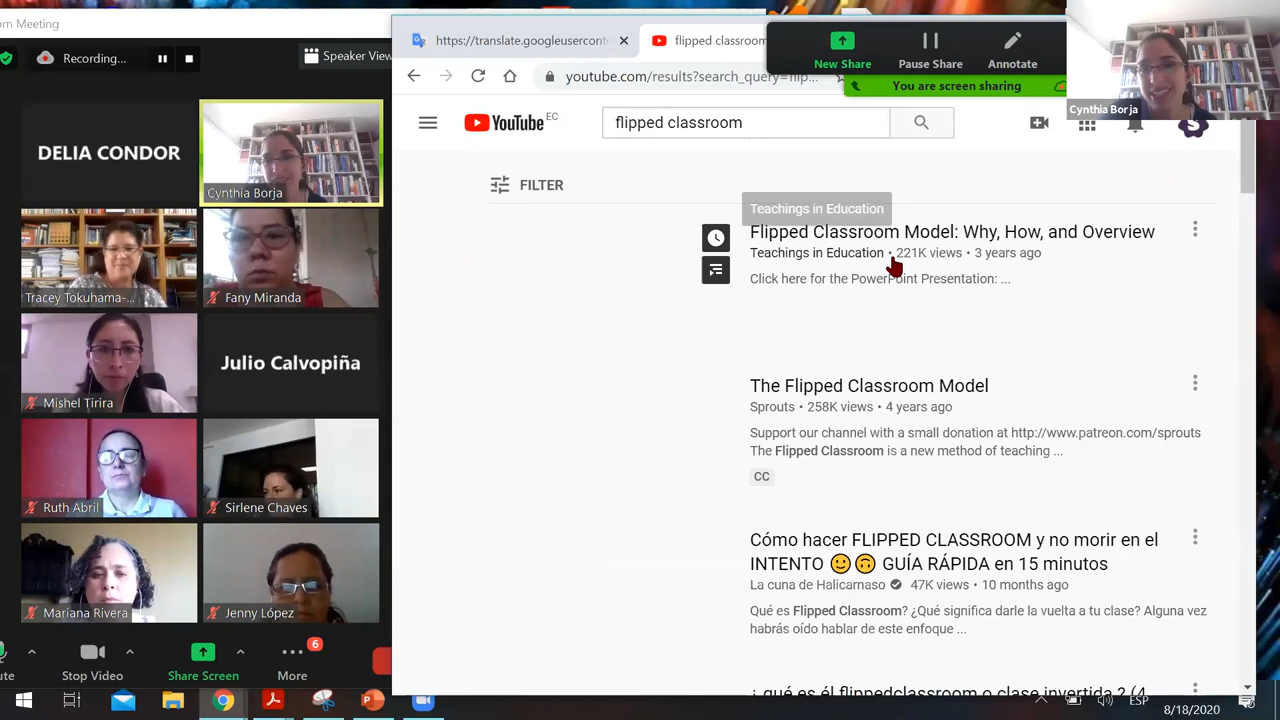 om Meeting
Recording...
Speaker View
DELIA CONDOR
Cynthia Borja
Tracey Tokuhama-...
Fany Miranda
Mishel Tirira
Julio Calvopiña
Ruth Abril
Sirlene Chaves
Mariana Rivera
Jenny López
ute
Stop Video
Share Screen
6
More
https://translate.googleuserconte
flipped classroom
New Share
Pause Share
Annotate
You are screen sharing
Cynthia Borja
youtube.com/results?search_query=flip...
YouTube EC
flipped classroom
FILTER
Teachings in Education
Flipped Classroom Model: Why, How, and Overview
Teachings in Education • 221K views • 3 years ago
Click here for the PowerPoint Presentation: ...
The Flipped Classroom Model
Sprouts • 258K views • 4 years ago
Support our channel with a small donation at http://www.patreon.com/sprouts
The Flipped Classroom is a new method of teaching ...
CC
Cómo hacer FLIPPED CLASSROOM y no morir en el
INTENTO 🙂🙃 GUÍA RÁPIDA en 15 minutos
La cuna de Halicarnaso 47K views • 10 months ago
Qué es Flipped Classroom? ¿Qué significa darle la vuelta a tu clase? Alguna vez
habrás oído hablar de este enfoque ...
¿ qué es él flippedclassroom o clase invertida ? (4
ESP
8/18/2020